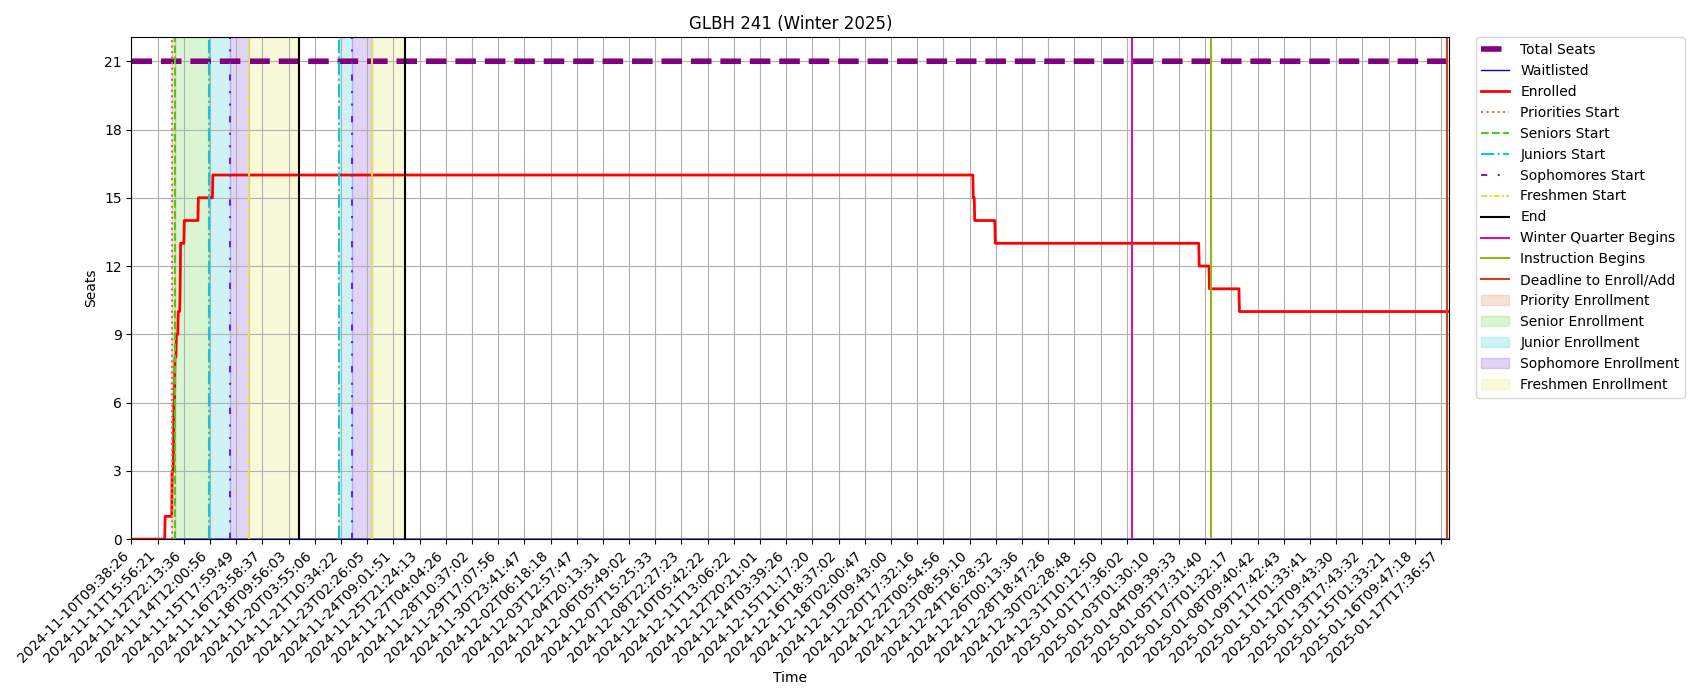 GLBH 241 (Winter 2025)
Seats
21
18
15
12
9
6
3
0
2024-11-10T09:38:26
2024-11-11T15:56:21
2024-11-12T22:13:36
2024-11-14T12:00:56
2024-11-15T17:59:49
2024-11-16T23:58:37
2024-11-18T09:56:03
2024-11-20T03:55:06
2024-11-21T10:34:22
2024-11-23T02:26:05
2024-11-24T09:01:51
2024-11-25T21:24:13
2024-11-27T04:04:26
2024-11-28T10:37:02
2024-11-29T17:07:56
2024-11-30T23:41:47
2024-12-02T06:18:18
2024-12-03T12:57:47
2024-12-04T20:13:31
2024-12-06T05:49:02
2024-12-07T15:25:33
2024-12-08T22:27:23
2024-12-10T05:42:22
2024-12-11T13:06:22
2024-12-12T20:21:01
2024-12-14T03:39:26
2024-12-15T11:17:20
2024-12-16T18:37:02
2024-12-18T02:00:47
2024-12-19T09:43:00
2024-12-20T17:32:16
2024-12-22T00:54:56
2024-12-23T08:59:10
2024-12-24T16:28:32
2024-12-26T00:13:36
2024-12-28T18:47:26
2024-12-30T02:28:48
2024-12-31T10:12:50
2025-01-01T17:36:02
2025-01-03T01:30:10
2025-01-04T09:39:33
2025-01-05T17:31:40
2025-01-07T01:32:17
2025-01-08T09:40:42
2025-01-09T17:42:43
2025-01-11T01:33:41
2025-01-12T09:43:30
2025-01-13T17:43:32
2025-01-15T01:33:21
2025-01-16T09:47:18
2025-01-17T17:36:57
Time
Total Seats
Waitlisted
Enrolled
Priorities Start
Seniors Start
Juniors Start
Sophomores Start
Freshmen Start
End
Winter Quarter Begins
Instruction Begins
Deadline to Enroll/Add
Priority Enrollment
Senior Enrollment
Junior Enrollment
Sophomore Enrollment
Freshmen Enrollment